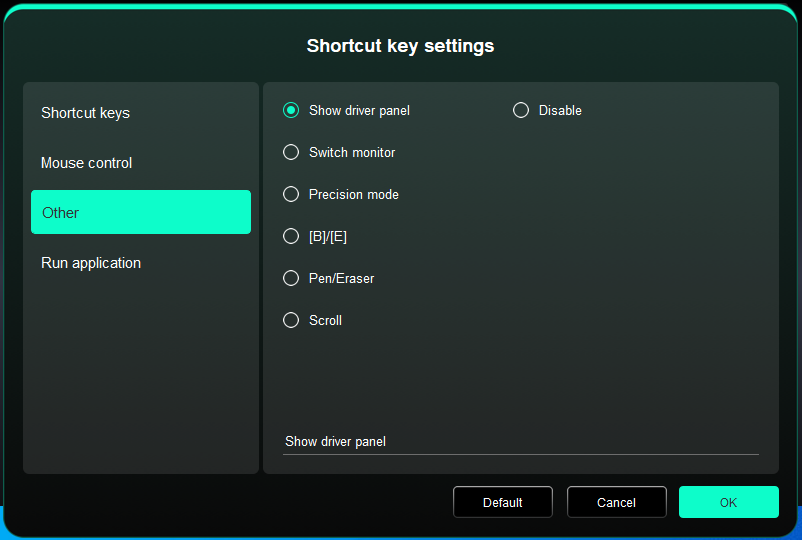 Shortcut key settings
Shortcut keys
Mouse control
Other
Run application
Show driver panel
Disable
Switch monitor
Precision mode
[B]/[E]
Pen/Eraser
Scroll
Show driver panel
Default
Cancel
OK